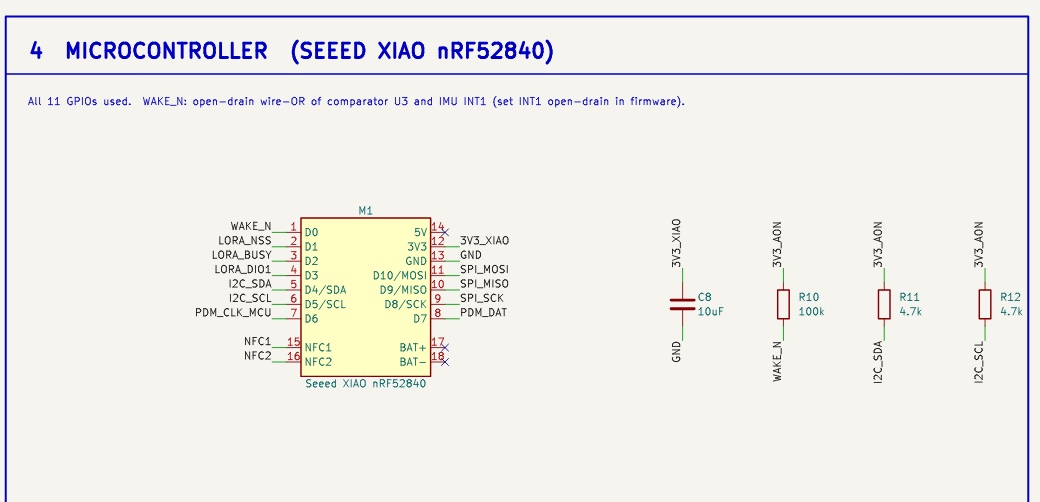 4 MICROCONTROLLER (SEEED XIAO nRF52840)
All 11 GPIOs used. WAKE_N: open-drain wire-OR of comparator U3 and IMU INT1 (set INT1 open-drain in firmware).
M1
WAKE_N 1 D0 5V 14
LORA_NSS 2 D1 3V3 12 3V3_XIAO
LORA_BUSY 3 D2 GND 13 GND
LORA_DIO1 4 D3 D10/MOSI 11 SPI_MOSI
I2C_SDA 5 D4/SDA D9/MISO 10 SPI_MISO
I2C_SCL 6 D5/SCL D8/SCK 9 SPI_SCK
PDM_CLK_MCU 7 D6 D7 8 PDM_DAT
NFC1 15 NFC1 BAT+ 17
NFC2 16 NFC2 BAT- 18
Seeed XIAO nRF52840
3V3_XIAO
C8
10uF
GND
3V3_AON
R10
100k
WAKE_N
3V3_AON
R11
4.7k
I2C_SDA
3V3_AON
R12
4.7k
I2C_SCL